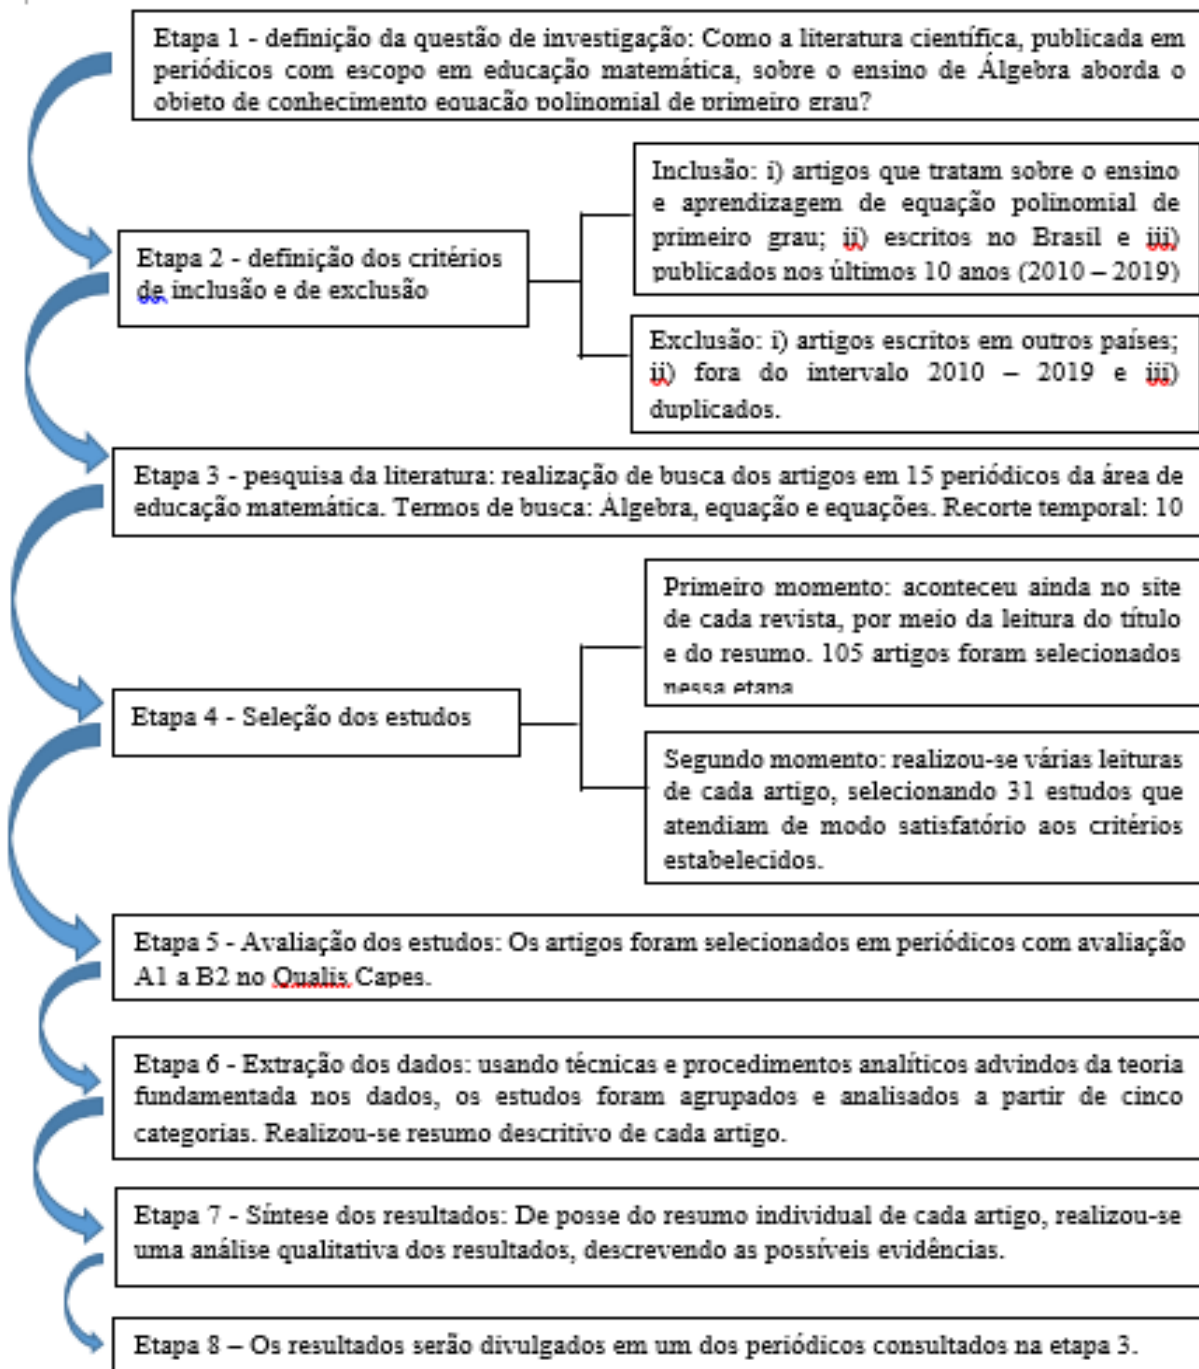 Etapa 1 - definição da questão de investigação: Como a literatura científica, publicada em
periódicos com escopo em educação matemática, sobre o ensino de Álgebra aborda o
objeto de conhecimento equação polinomial de primeiro grau?
Inclusão: i) artigos que tratam sobre o ensino
e aprendizagem de equação polinomial de
primeiro grau; ii) escritos no Brasil e iii)
publicados nos últimos 10 anos (2010 – 2019)
Etapa 2 - definição dos critérios
de inclusão e de exclusão
Exclusão: i) artigos escritos em outros países;
ii) fora do intervalo 2010 – 2019 e iii)
duplicados.
Etapa 3 - pesquisa da literatura: realização de busca dos artigos em 15 periódicos da área de
educação matemática. Termos de busca: Álgebra, equação e equações. Recorte temporal: 10
Primeiro momento: aconteceu ainda no site
de cada revista, por meio da leitura do título
e do resumo. 105 artigos foram selecionados
nessa etapa
Etapa 4 - Seleção dos estudos
Segundo momento: realizou-se várias leituras
de cada artigo, selecionando 31 estudos que
atendiam de modo satisfatório aos critérios
estabelecidos.
Etapa 5 - Avaliação dos estudos: Os artigos foram selecionados em periódicos com avaliação
A1 a B2 no Qualis Capes.
Etapa 6 - Extração dos dados: usando técnicas e procedimentos analíticos advindos da teoria
fundamentada nos dados, os estudos foram agrupados e analisados a partir de cinco
categorias. Realizou-se resumo descritivo de cada artigo.
Etapa 7 - Síntese dos resultados: De posse do resumo individual de cada artigo, realizou-se
uma análise qualitativa dos resultados, descrevendo as possíveis evidências.
Etapa 8 – Os resultados serão divulgados em um dos periódicos consultados na etapa 3.